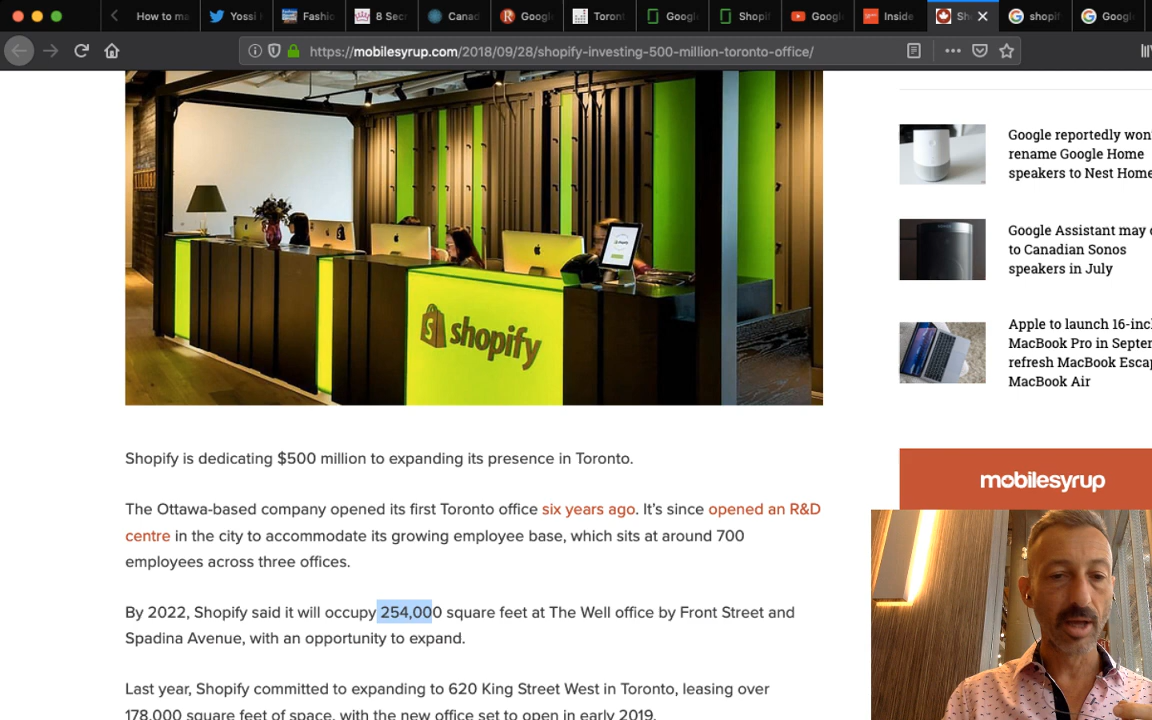 How to ma
Yossi
Fashio
8 Secr
Canad
Googl
Toront
Googl
Shopif
Googl
Inside
Sh
shopif
Googl
https://mobilesyrup.com/2018/09/28/shopify-investing-500-million-toronto-office/
shopify
Google reportedly won'
rename Google Home
speakers to Nest Home
Google Assistant may c
to Canadian Sonos
speakers in July
Apple to launch 16-inc
MacBook Pro in Septem
refresh MacBook Escap
MacBook Air
mobilesyrup
Shopify is dedicating $500 million to expanding its presence in Toronto.
The Ottawa-based company opened its first Toronto office six years ago. It’s since opened an R&D
centre in the city to accommodate its growing employee base, which sits at around 700
employees across three offices.
By 2022, Shopify said it will occupy 254,000 square feet at The Well office by Front Street and
Spadina Avenue, with an opportunity to expand.
Last year, Shopify committed to expanding to 620 King Street West in Toronto, leasing over
178,000 square feet of space, with the new office set to open in early 2019.